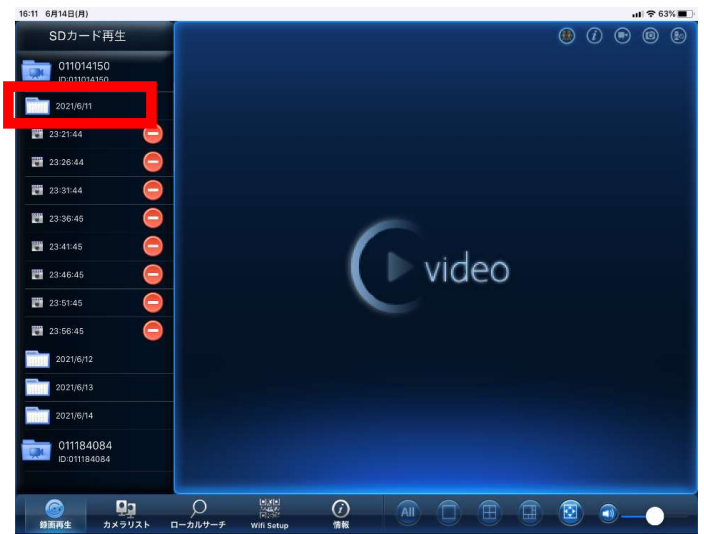 16:11 6月14日(月)
63%
SDカード再生
011014150
ID:011014150
2021/6/11
23:21:44
23:26:44
23:31:44
23:36:45
23:41:45
23:46:45
23:51:45
23:56:45
2021/6/12
2021/6/13
2021/6/14
011184084
ID:011184084
video
録画再生
カメラリスト
ローカルサーチ
Wifi Setup
情報
All